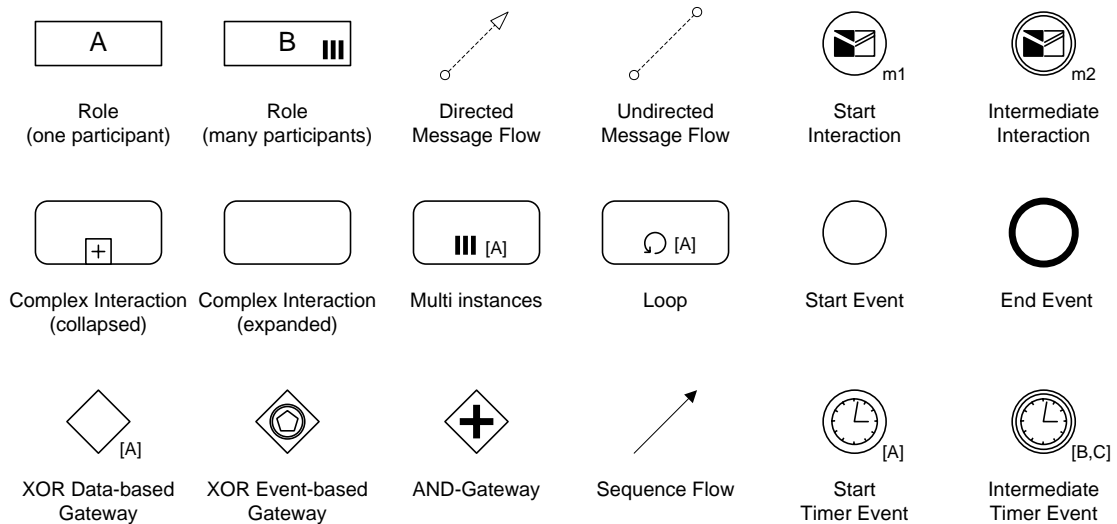 A
B
m1
m2
Role
(one participant)
Role
(many participants)
Directed
Message Flow
Undirected
Message Flow
Start
Interaction
Intermediate
Interaction
[A]
[A]
Complex Interaction
(collapsed)
Complex Interaction
(expanded)
Multi instances
Loop
Start Event
End Event
[A]
[A]
[B,C]
XOR Data-based
Gateway
XOR Event-based
Gateway
AND-Gateway
Sequence Flow
Start
Timer Event
Intermediate
Timer Event